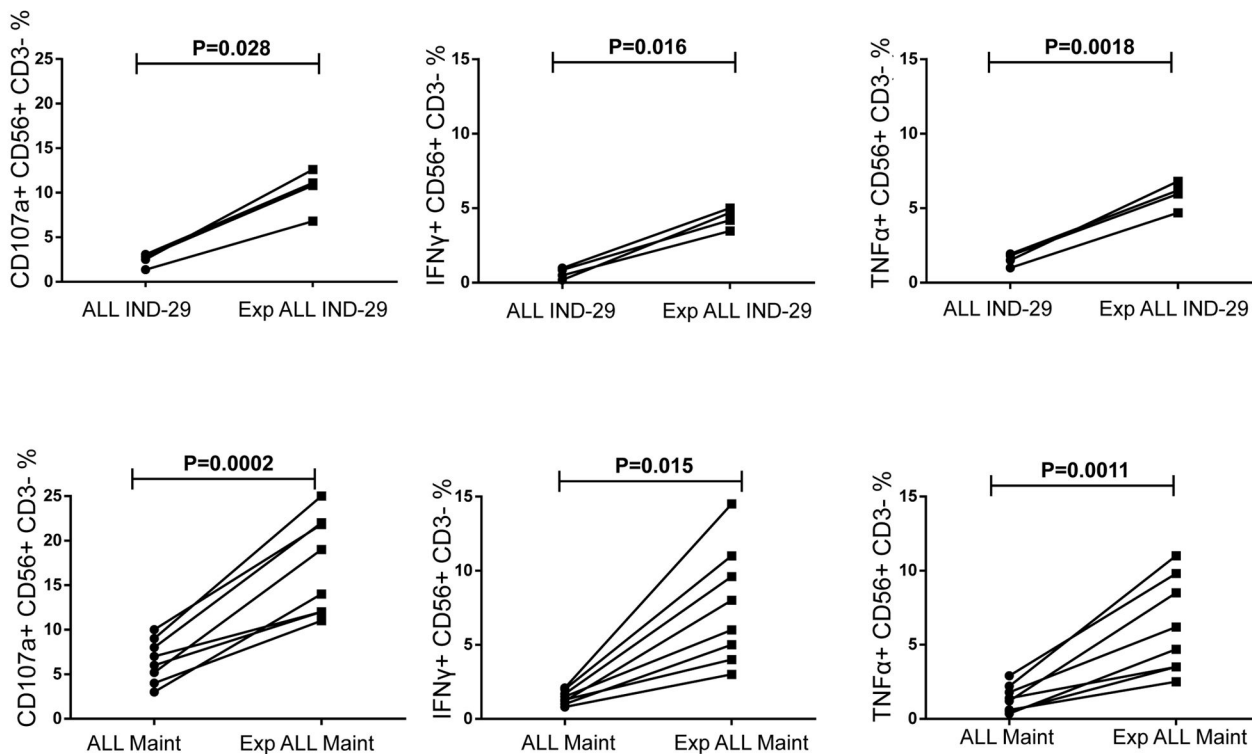 P=0.028
CD107a+ CD56+ CD3- %
25
20
15
10
5
0
ALL IND-29 Exp ALL IND-29
P=0.016
IFNγ+ CD56+ CD3- %
15
10
5
0
ALL IND-29 Exp ALL IND-29
P=0.0018
TNFα+ CD56+ CD3- %
15
10
5
0
ALL IND-29 Exp ALL IND-29
P=0.0002
CD107a+ CD56+ CD3- %
25
20
15
10
5
0
ALL Maint Exp ALL Maint
P=0.015
IFNγ+ CD56+ CD3- %
15
10
5
0
ALL Maint Exp ALL Maint
P=0.0011
TNFα+ CD56+ CD3- %
15
10
5
0
ALL Maint Exp ALL Maint